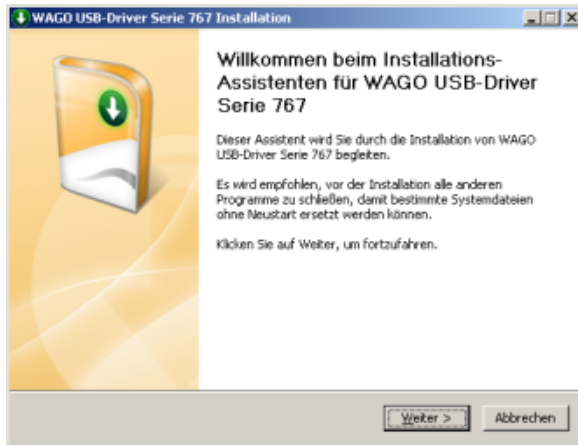 WAGO USB-Driver Serie 767 Installation
Willkommen beim Installations-
Assistenten für WAGO USB-Driver
Serie 767
Dieser Assistent wird Sie durch die Installation von WAGO
USB-Driver Serie 767 begleiten.
Es wird empfohlen, vor der Installation alle anderen
Programme zu schließen, damit bestimmte Systemdateien
ohne Neustart ersetzt werden können.
Klicken Sie auf Weiter, um fortzufahren.
Weiter >
Abbrechen